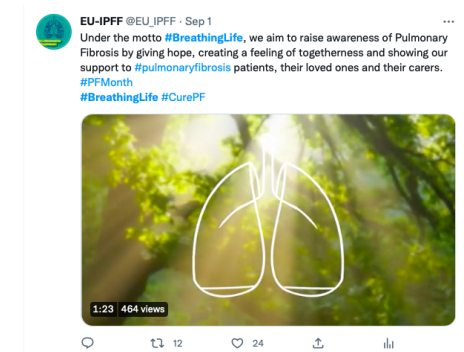 EU-IPFF @EU_IPFF · Sep 1
Under the motto #BreathingLife, we aim to raise awareness of Pulmonary
Fibrosis by giving hope, creating a feeling of togetherness and showing our
support to #pulmonaryfibrosis patients, their loved ones and their carers.
#PFMonth
#BreathingLife #CurePF
1:23 464 views
12 24